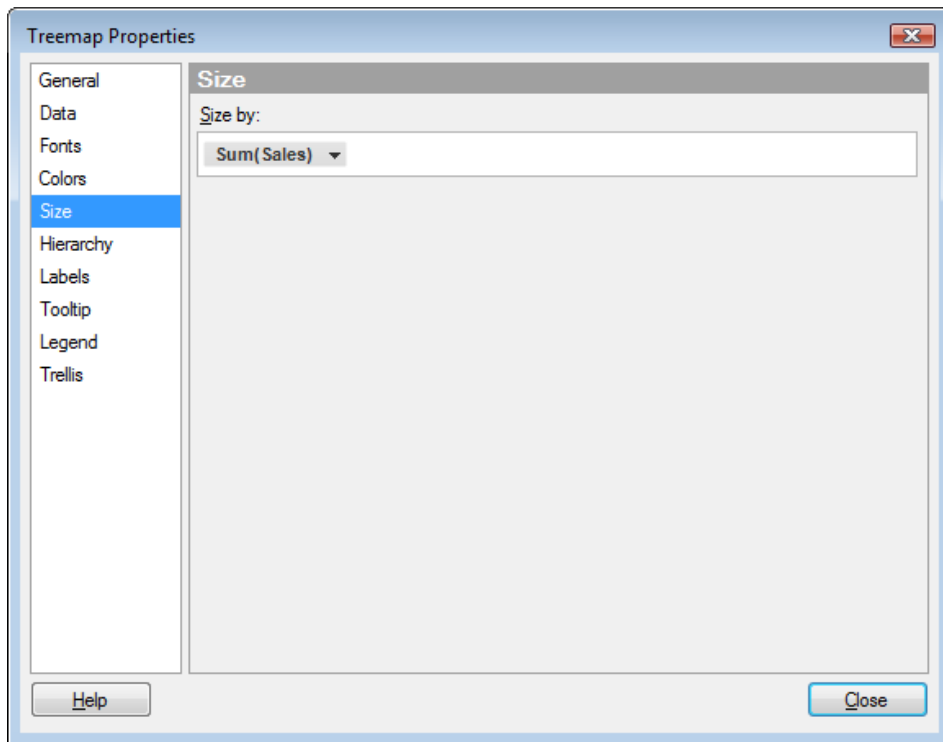 Treemap Properties
General
Data
Fonts
Colors
Size
Hierarchy
Labels
Tooltip
Legend
Trellis
Size
Size by:
Sum(Sales)
Help
Close